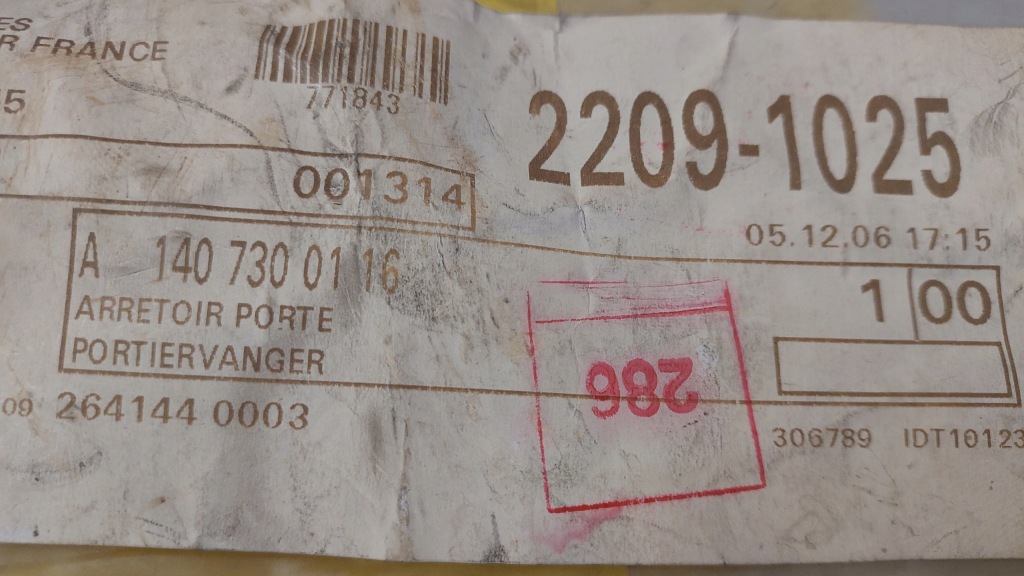 ES
R FRANCE
771843
5
2209-1025
001314
05.12.06 17:15
A 140 730 01 16
1 00
ARRETOIR PORTE
PORTIERVANGER
286
09 264144 0003
306789 IDT10123